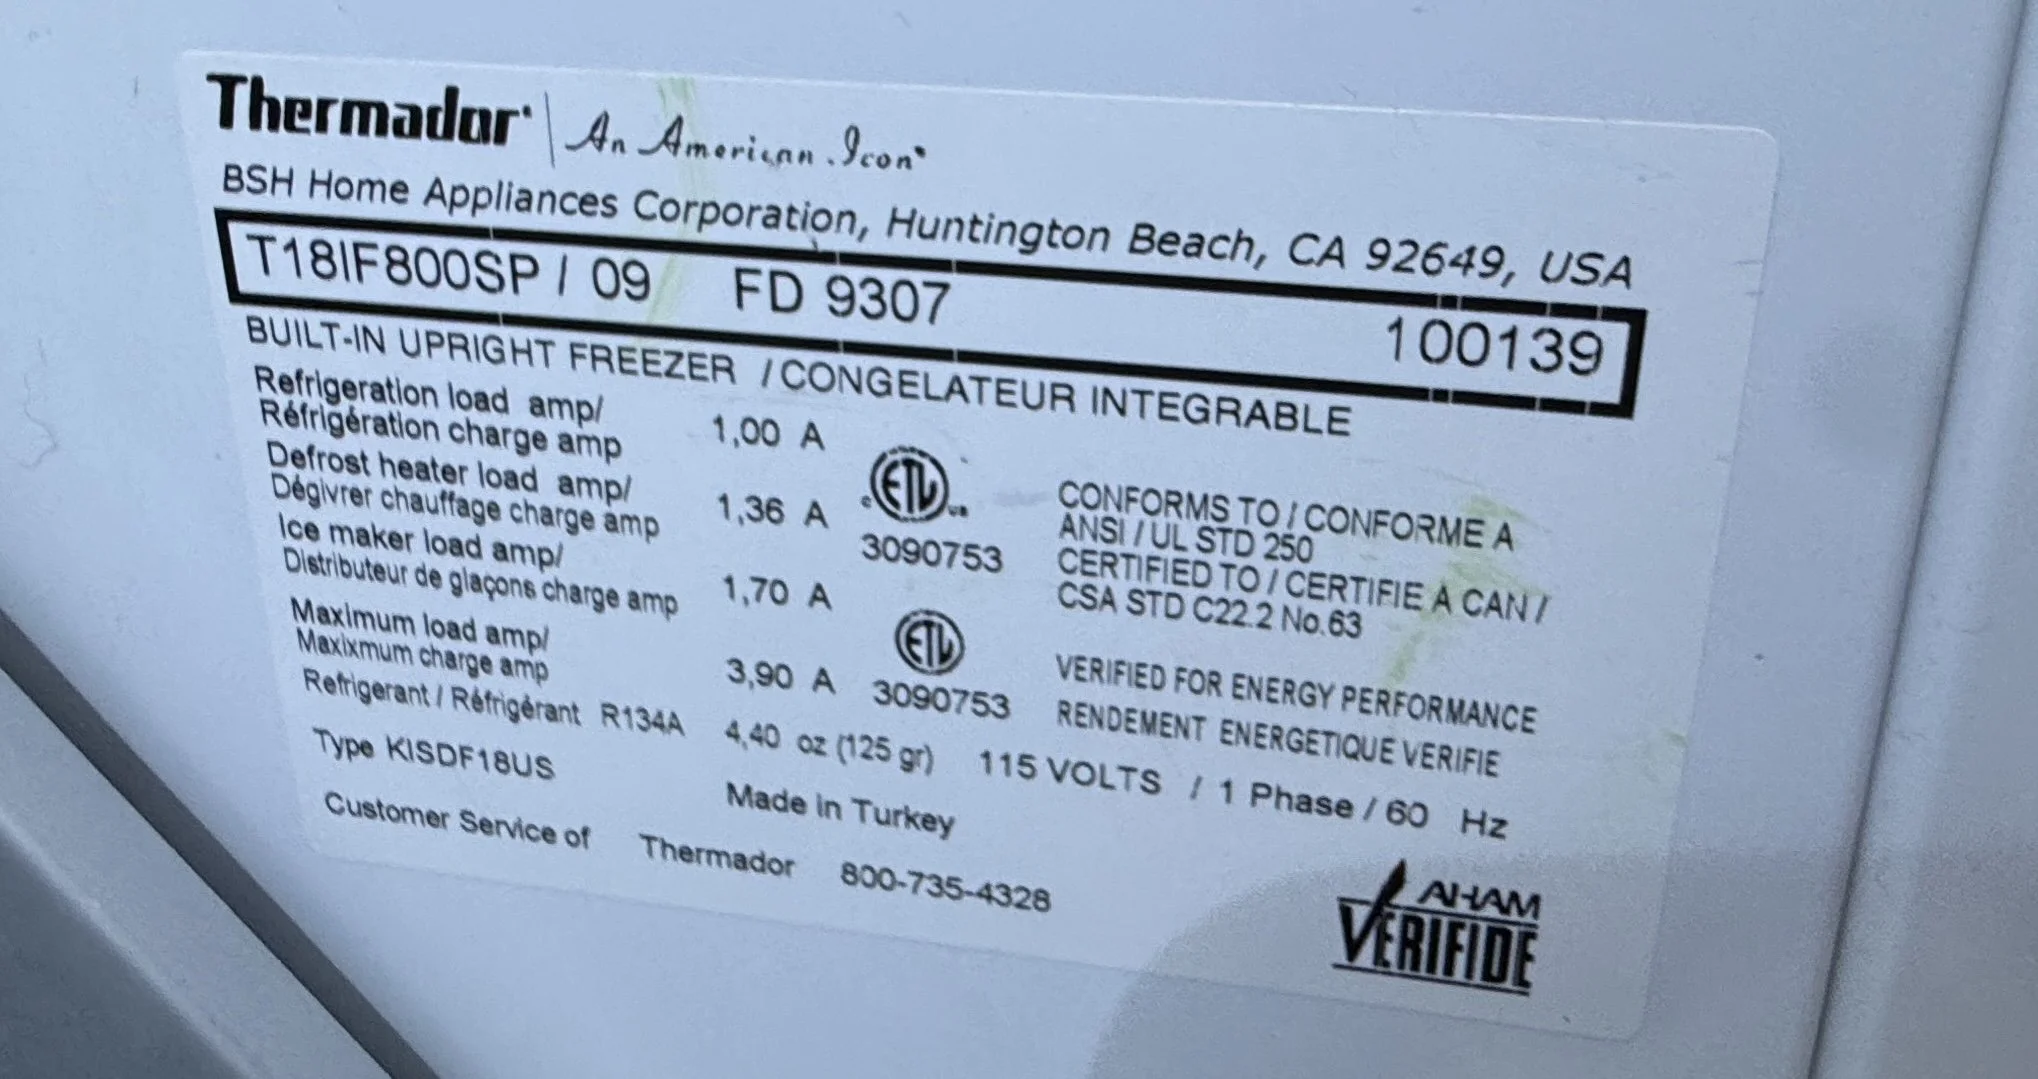 Thermador® | An American Icon®
BSH Home Appliances Corporation, Huntington Beach, CA 92649, USA
T18IF800SP / 09 FD 9307 100139
BUILT-IN UPRIGHT FREEZER / CONGELATEUR INTEGRABLE
Refrigeration load amp/
Réfrigération charge amp 1,00 A
Defrost heater load amp/
Dégivrer chauffage charge amp 1,36 A
Ice maker load amp/
Distributeur de glaçons charge amp 1,70 A
Maximum load amp/
Maxixmum charge amp 3,90 A
c ETL us
3090753
CONFORMS TO / CONFORME A
ANSI / UL STD 250
CERTIFIED TO / CERTIFIE A CAN /
CSA STD C22.2 No.63
ETL
3090753
VERIFIED FOR ENERGY PERFORMANCE
RENDEMENT ENERGETIQUE VERIFIE
Refrigerant / Réfrigérant R134A 4,40 oz (125 gr) 115 VOLTS / 1 Phase / 60 Hz
Type KISDF18US Made in Turkey
Customer Service of Thermador 800-735-4328
AHAM
VERIFIDE